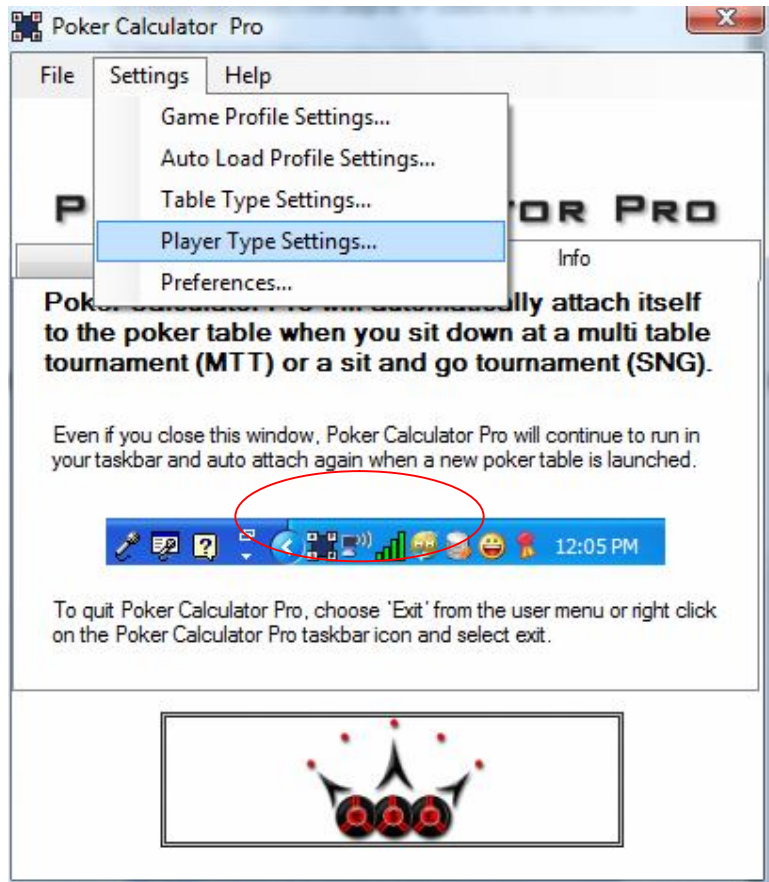 Poker Calculator Pro
File Settings Help
Game Profile Settings...
Auto Load Profile Settings...
Table Type Settings...
Player Type Settings...
Preferences...
P OR PRO
Info
to the poker table when you sit down at a multi table
tournament (MTT) or a sit and go tournament (SNG).
Even if you close this window, Poker Calculator Pro will continue to run in
your taskbar and auto attach again when a new poker table is launched.
12:05 PM
To quit Poker Calculator Pro, choose 'Exit' from the user menu or right click
on the Poker Calculator Pro taskbar icon and select exit.